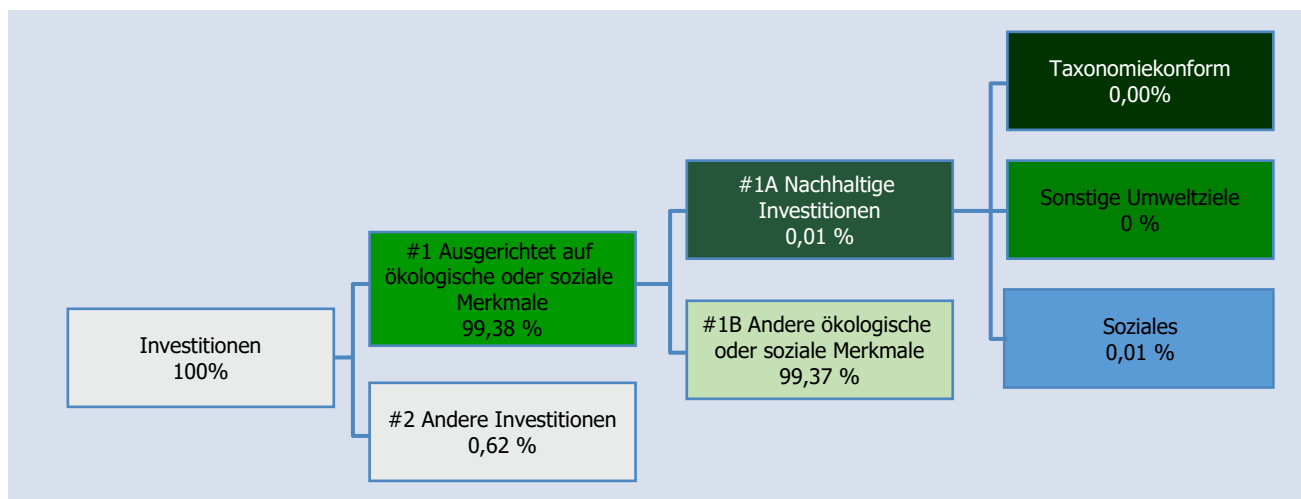 Investitionen
100%
#1 Ausgerichtet auf
ökologische oder soziale
Merkmale
99,38 %
#2 Andere Investitionen
0,62 %
#1A Nachhaltige
Investitionen
0,01 %
#1B Andere ökologische
oder soziale Merkmale
99,37 %
Taxonomiekonform
0,00%
Sonstige Umweltziele
0 %
Soziales
0,01 %